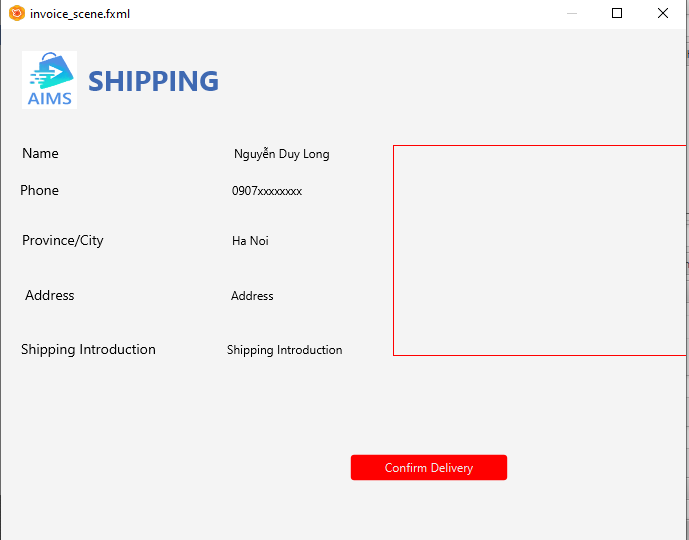 invoice_scene.fxml
AIMS
SHIPPING
Name Nguyễn Duy Long
Phone 0907xxxxxxxx
Province/City Ha Noi
Address Address
Shipping Introduction Shipping Introduction
Confirm Delivery